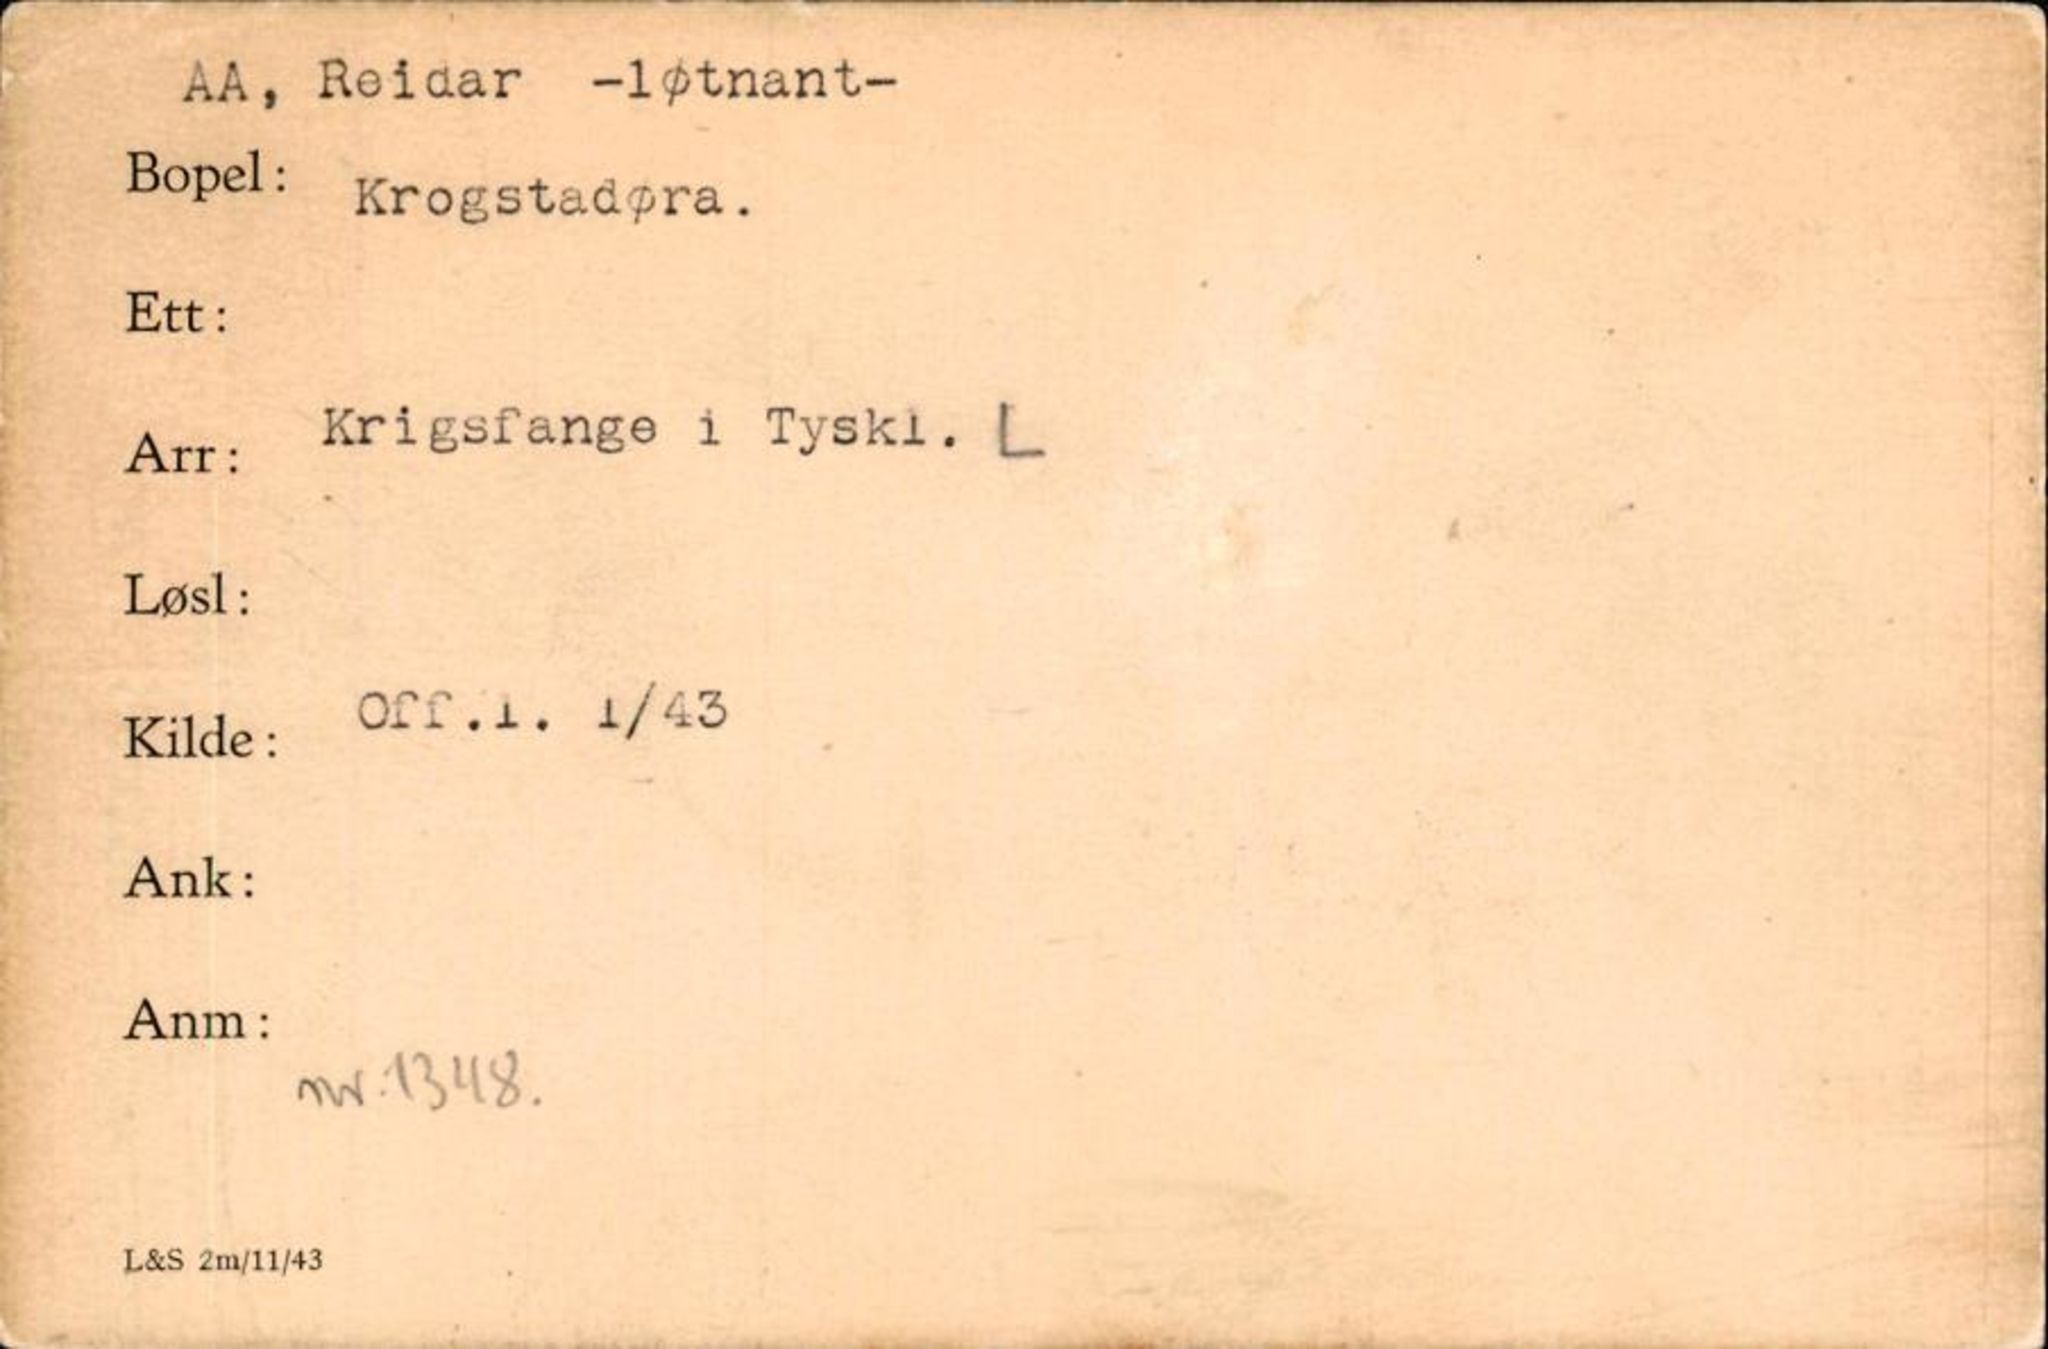 AA, Reidar -løtnant-
Bopel: Krogstadøra.
Ett:
Arr: Krigsfange i Tyskl. L
Løsl:
Kilde: Off.l. 1/43
Ank:
Anm:
nr. 1348.
L&S 2m/11/43